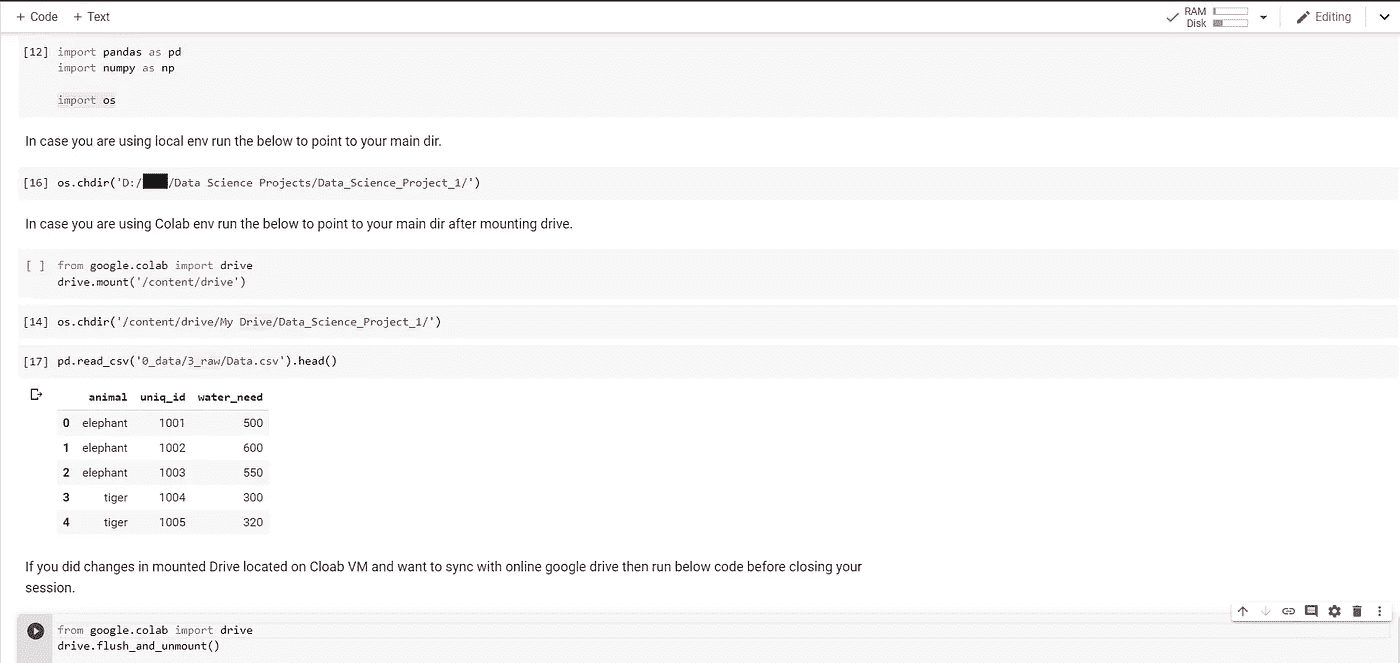 + Code + Text
RAM
Disk
Editing
[12] import pandas as pd
import numpy as np
import os
In case you are using local env run the below to point to your main dir.
[16] os.chdir('D:/ /Data Science Projects/Data_Science_Project_1/')
In case you are using Colab env run the below to point to your main dir after mounting drive.
[ ] from google.colab import drive
drive.mount('/content/drive')
[14] os.chdir('/content/drive/My Drive/Data_Science_Project_1/')
[17] pd.read_csv('0_data/3_raw/Data.csv').head()
animal uniq_id water_need
0 elephant 1001 500
1 elephant 1002 600
2 elephant 1003 550
3 tiger 1004 300
4 tiger 1005 320
If you did changes in mounted Drive located on Cloab VM and want to sync with online google drive then run below code before closing your
session.
from google.colab import drive
drive.flush_and_unmount()